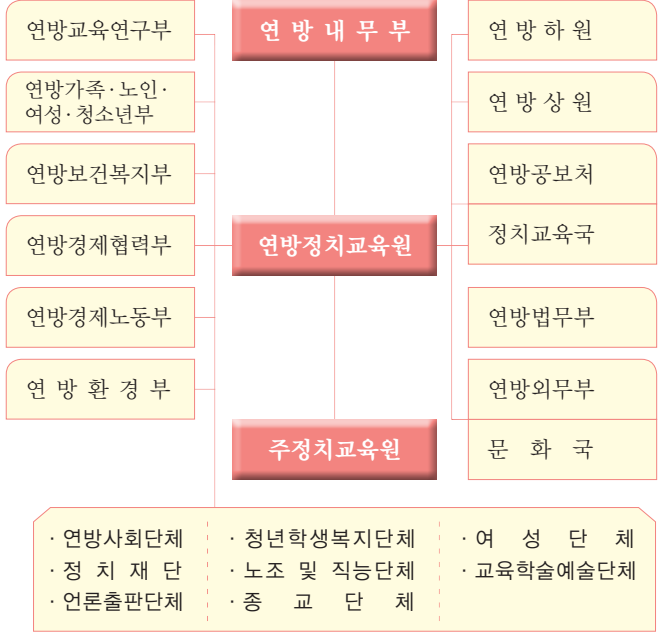 연방교육연구부
연방가족·노인·
여성·청소년부
연방보건복지부
연방경제협력부
연방경제노동부
연 방 환 경 부
연 방 내 무 부
연방정치교육원
주정치교육원
연 방 하 원
연 방 상 원
연방공보처
정치교육국
연방법무부
연방외무부
문 화 국
· 연방사회단체
· 정 치 재 단
· 언론출판단체
· 청년학생복지단체
· 노조 및 직능단체
· 종 교 단 체
· 여 성 단 체
· 교육학술예술단체